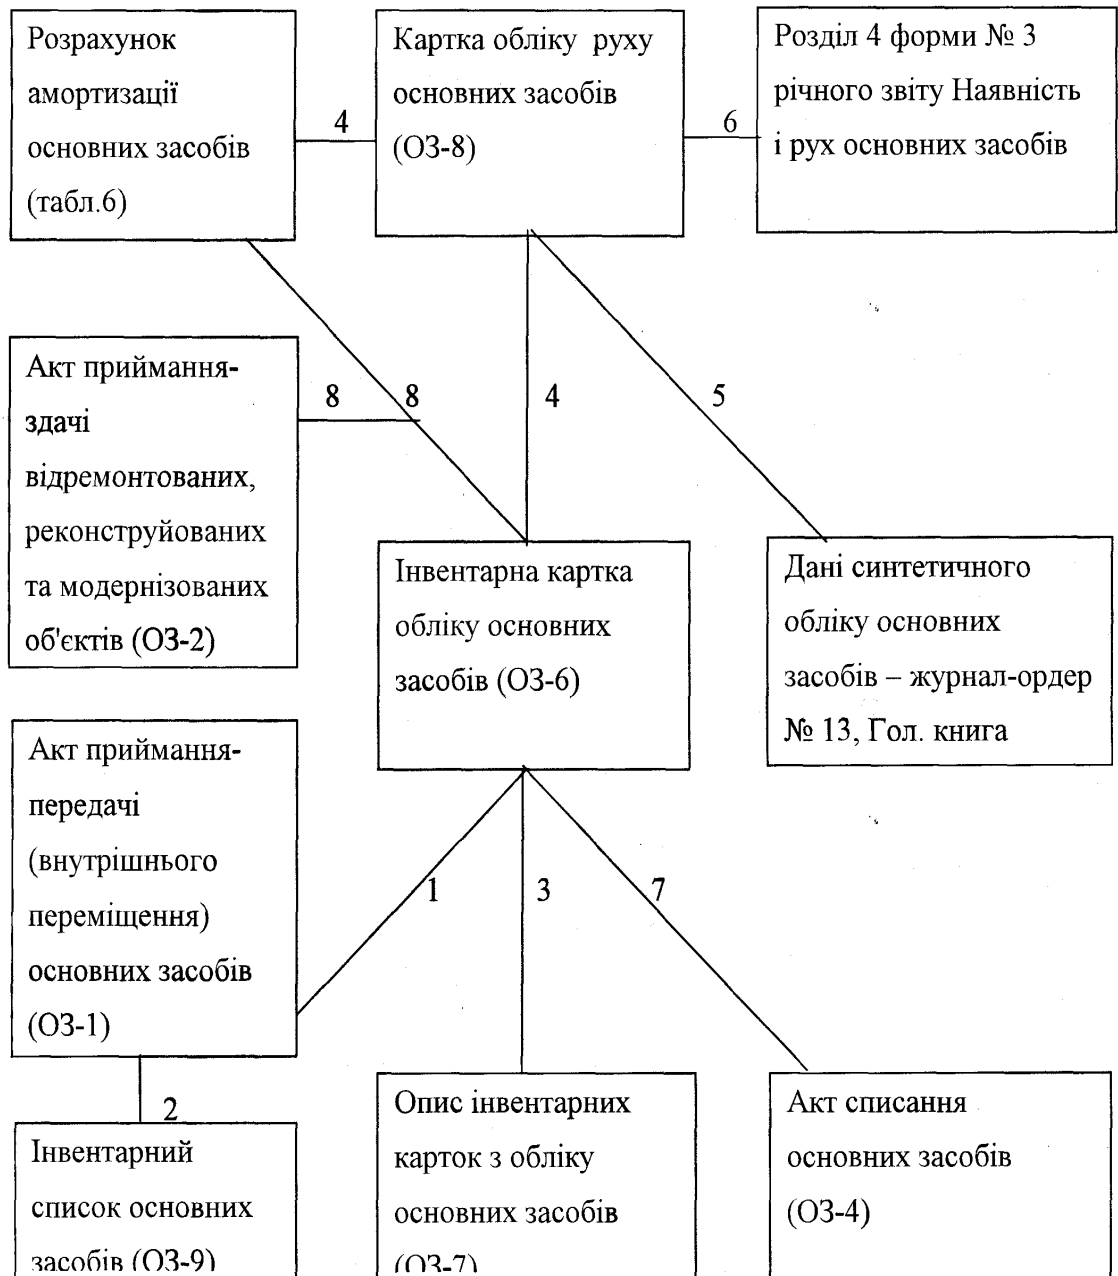 Розрахунок
амортизації
основних засобів
(табл.6)
4
Картка обліку руху
основних засобів
(ОЗ-8)
6
Розділ 4 форми № 3
річного звіту Наявність
і рух основних засобів
Акт приймання-
здачі
відремонтованих,
реконструйованих
та модернізованих
об'єктів (ОЗ-2)
8
8
4
5
Інвентарна картка
обліку основних
засобів (ОЗ-6)
Дані синтетичного
обліку основних
засобів – журнал-ордер
№ 13, Гол. книга
Акт приймання-
передачі
(внутрішнього
переміщення)
основних засобів
(ОЗ-1)
1
3
7
2
Інвентарний
список основних
засобів (ОЗ-9)
Опис інвентарних
карток з обліку
основних засобів
(ОЗ-7)
Акт списання
основних засобів
(ОЗ-4)